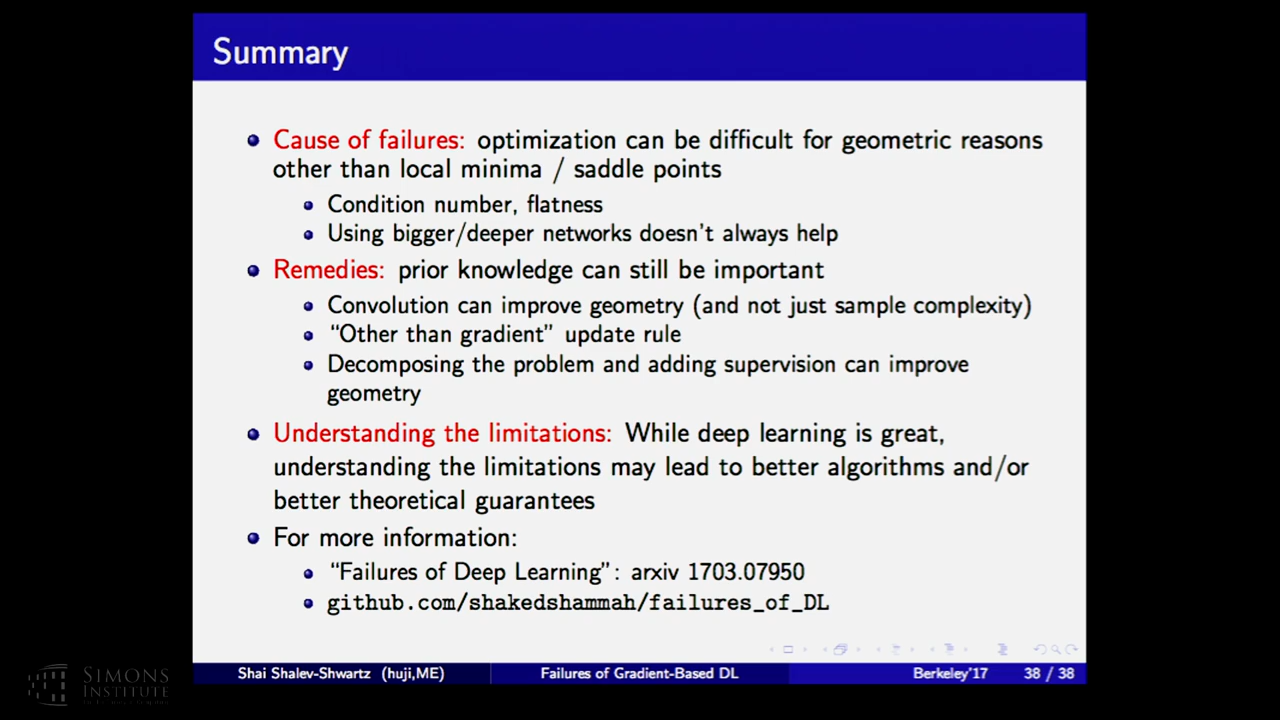 Summary
Cause of failures: optimization can be difficult for geometric reasons
other than local minima / saddle points
Condition number, flatness
Using bigger/deeper networks doesn't always help
Remedies: prior knowledge can still be important
Convolution can improve geometry (and not just sample complexity)
“Other than gradient” update rule
Decomposing the problem and adding supervision can improve
geometry
Understanding the limitations: While deep learning is great,
understanding the limitations may lead to better algorithms and/or
better theoretical guarantees
For more information:
“Failures of Deep Learning”: arxiv 1703.07950
github.com/shakedshammah/failures_of_DL
Shai Shalev-Shwartz (huji,ME) Failures of Gradient-Based DL Berkeley'17 38 / 38
SIMONS
INSTITUTE